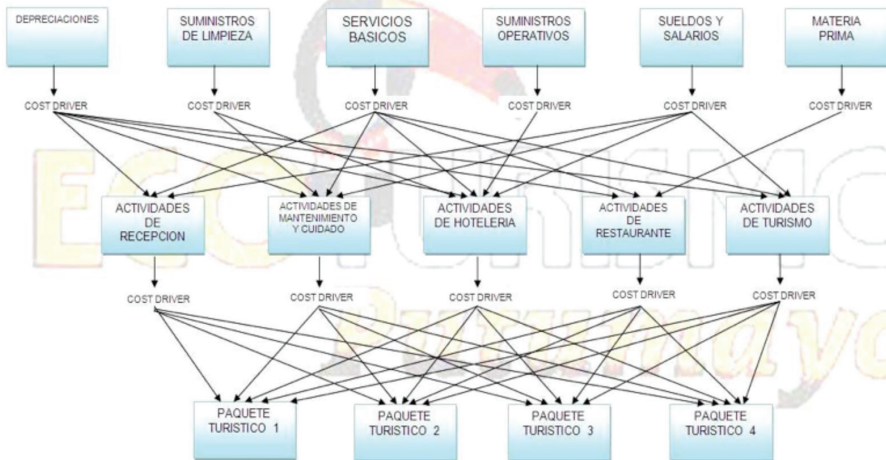 DEPRECIACIONES
SUMINISTROS
DE LIMPIEZA
SERVICIOS
BASICOS
SUMINISTROS
OPERATIVOS
SUELDOS Y
SALARIOS
MATERIA
PRIMA
COST DRIVER
COST DRIVER
COST DRIVER
COST DRIVER
COST DRIVER
COST DRIVER
ACTIVIDADES
DE
RECEPCION
ACTIVIDADES DE
MANTENIMIENTO
Y CUIDADO
ACTIVIDADES
DE HOTELERIA
ACTIVIDADES
DE
RESTAURANTE
ACTIVIDADES
DE TURISMO
ECOTURISMO
Purumayo
COST DRIVER
COST DRIVER
COST DRIVER
COST DRIVER
COST DRIVER
PAQUETE
TURISTICO 1
PAQUETE
TURISTICO 2
PAQUETE
TURISTICO 3
PAQUETE
TURISTICO 4